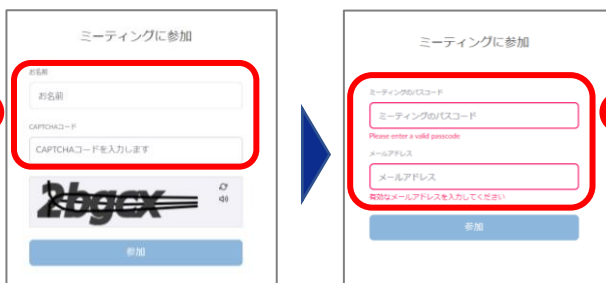 ミーティングに参加
お名前
お名前
CAPTCHAコード
CAPTCHAコードを入力します
2bgcx
参加
ミーティングに参加
ミーティングのパスコード
ミーティングのパスコード
Please enter a valid passcode
メールアドレス
メールアドレス
有効なメールアドレスを入力してください
参加